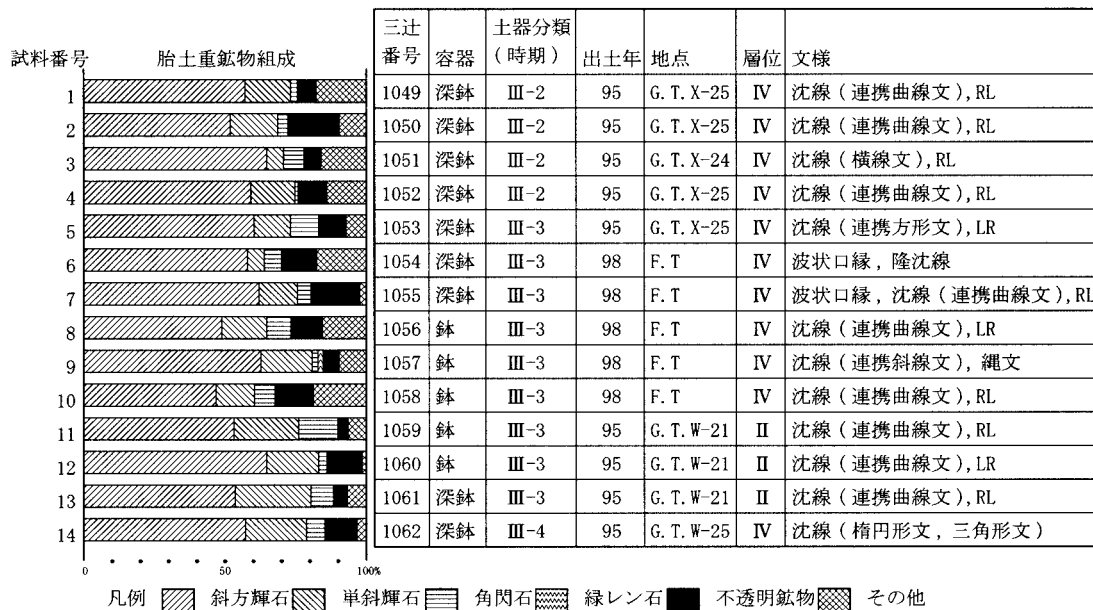 試料番号 胎土重鉱物組成 三辻番号 容器 土器分類(時期) 出土年 地点 層位 文様
1 1049 深鉢 Ⅲ-2 95 G.T.X-25 Ⅳ 沈線(連携曲線文),RL
2 1050 深鉢 Ⅲ-2 95 G.T.X-25 Ⅳ 沈線(連携曲線文),RL
3 1051 深鉢 Ⅲ-2 95 G.T.X-24 Ⅳ 沈線(横線文),RL
4 1052 深鉢 Ⅲ-2 95 G.T.X-25 Ⅳ 沈線(連携曲線文),RL
5 1053 深鉢 Ⅲ-3 95 G.T.X-25 Ⅳ 沈線(連携方形文),LR
6 1054 深鉢 Ⅲ-3 98 F.T Ⅳ 波状口縁,隆沈線
7 1055 深鉢 Ⅲ-3 98 F.T Ⅳ 波状口縁,沈線(連携曲線文),RL
8 1056 鉢 Ⅲ-3 98 F.T Ⅳ 沈線(連携曲線文),LR
9 1057 鉢 Ⅲ-3 98 F.T Ⅳ 沈線(連携斜線文),縄文
10 1058 鉢 Ⅲ-3 98 F.T Ⅳ 沈線(連携曲線文),RL
11 1059 鉢 Ⅲ-3 95 G.T.W-21 Ⅱ 沈線(連携曲線文),RL
12 1060 鉢 Ⅲ-3 95 G.T.W-21 Ⅱ 沈線(連携曲線文),LR
13 1061 深鉢 Ⅲ-3 95 G.T.W-21 Ⅱ 沈線(連携曲線文),RL
14 1062 深鉢 Ⅲ-4 95 G.T.W-25 Ⅳ 沈線(楕円形文,三角形文)
0 50 100%
凡例 斜方輝石 単斜輝石 角閃石 緑レン石 不透明鉱物 その他